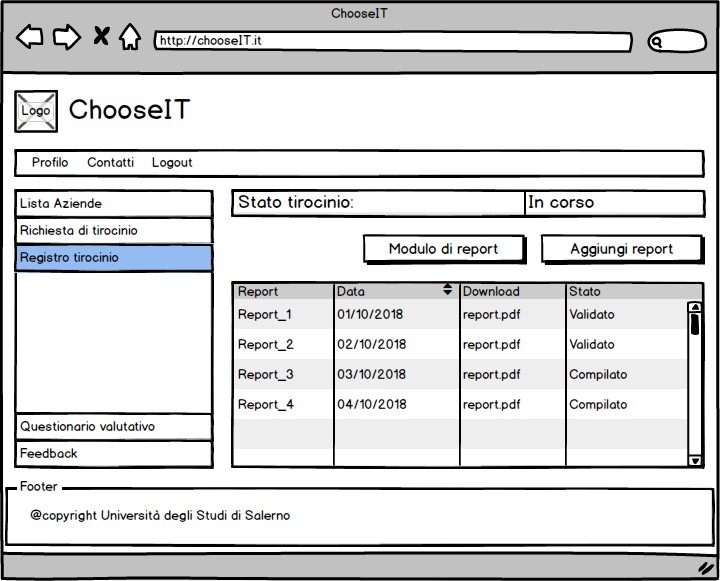 ChooseIT
http://chooseIT.it
Logo ChooseIT
Profilo Contatti Logout
Lista Aziende
Richiesta di tirocinio
Registro tirocinio
Questionario valutativo
Feedback
Stato tirocinio: In corso
Modulo di report Aggiungi report
Report Data Download Stato
Report_1 01/10/2018 report.pdf Validato
Report_2 02/10/2018 report.pdf Validato
Report_3 03/10/2018 report.pdf Compilato
Report_4 04/10/2018 report.pdf Compilato
Footer
@copyright Università degli Studi di Salerno